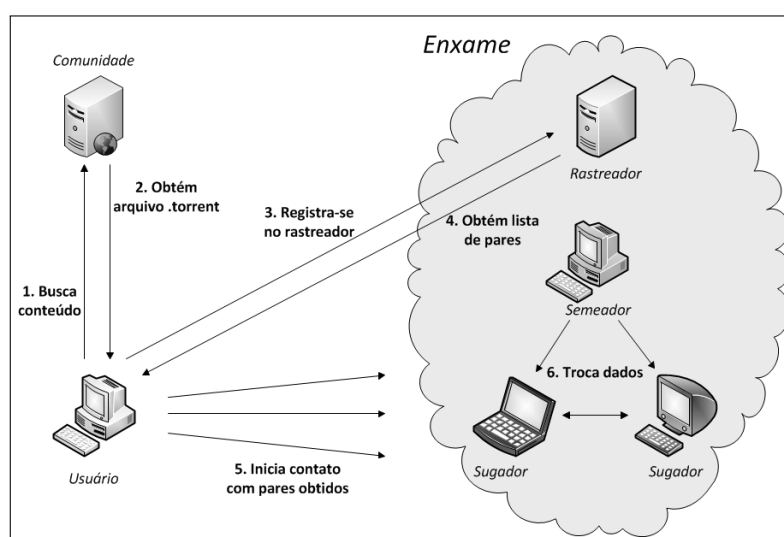 Enxame
Comunidade
Rastreador
2. Obtém
arquivo .torrent
3. Registra-se
no rastreador
4. Obtém lista
de pares
1. Busca
conteúdo
Semeador
6. Troca dados
5. Inicia contato
com pares obtidos
Usuário
Sugador
Sugador